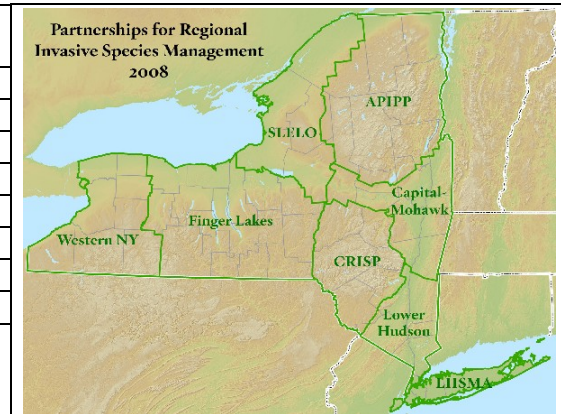 Partnerships for Regional
Invasive Species Management
2008
APIPP
SLELO
Capital-
Mohawk
Finger Lakes
Western NY
CRISP
Lower
Hudson
LIISMA